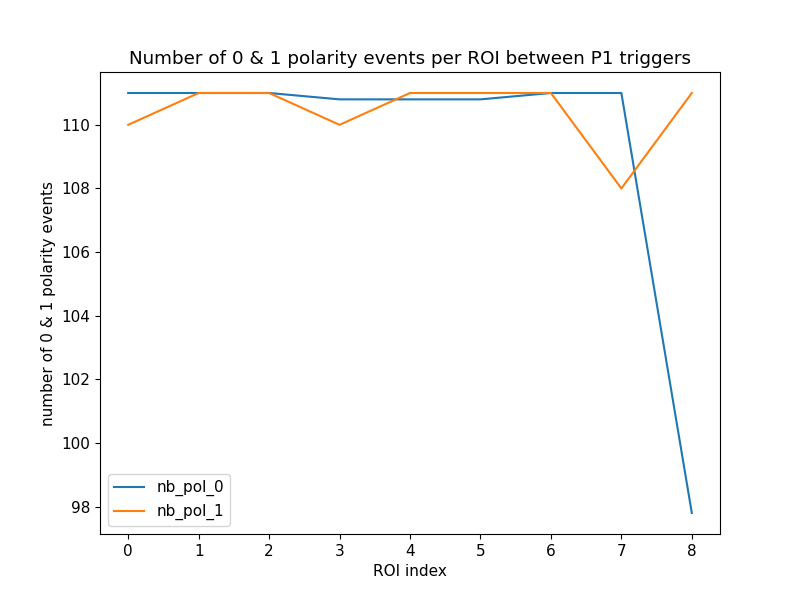 Number of 0 & 1 polarity events per ROI between P1 triggers
number of 0 & 1 polarity events
110
108
106
104
102
100
98
nb_pol_0
nb_pol_1
0 1 2 3 4 5 6 7 8
ROI index